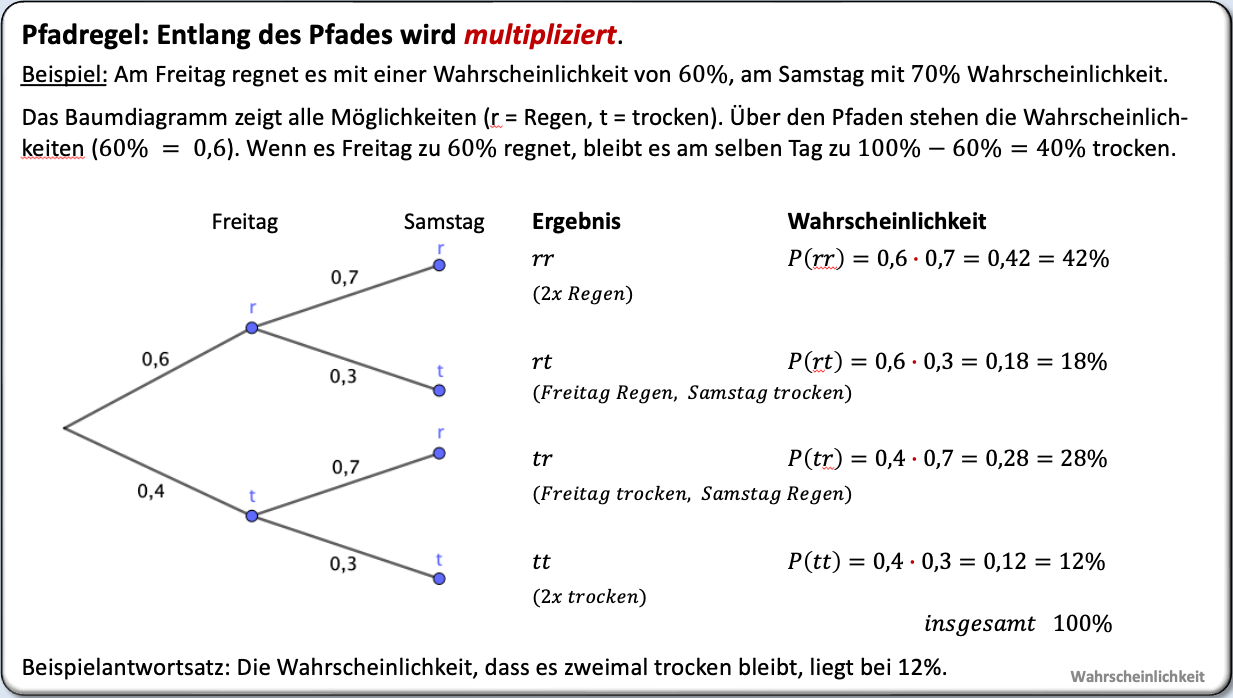 Pfadregel: Entlang des Pfades wird multipliziert.
Beispiel: Am Freitag regnet es mit einer Wahrscheinlichkeit von 60%, am Samstag mit 70% Wahrscheinlichkeit.
Das Baumdiagramm zeigt alle Möglichkeiten (r = Regen, t = trocken). Über den Pfaden stehen die Wahrscheinlich-
keiten (60% = 0,6). Wenn es Freitag zu 60% regnet, bleibt es am selben Tag zu 100% − 60% = 40% trocken.
Freitag Samstag Ergebnis Wahrscheinlichkeit
r
0,7 rr P(rr) = 0,6 · 0,7 = 0,42 = 42%
(2x Regen)
r
0,6 rt P(rt) = 0,6 · 0,3 = 0,18 = 18%
0,3 t
(Freitag Regen, Samstag trocken)
r
0,7 tr P(tr) = 0,4 · 0,7 = 0,28 = 28%
0,4 t (Freitag trocken, Samstag Regen)
0,3 t tt P(tt) = 0,4 · 0,3 = 0,12 = 12%
(2x trocken)
insgesamt 100%
Beispielantwortsatz: Die Wahrscheinlichkeit, dass es zweimal trocken bleibt, liegt bei 12%.
Wahrscheinlichkeit